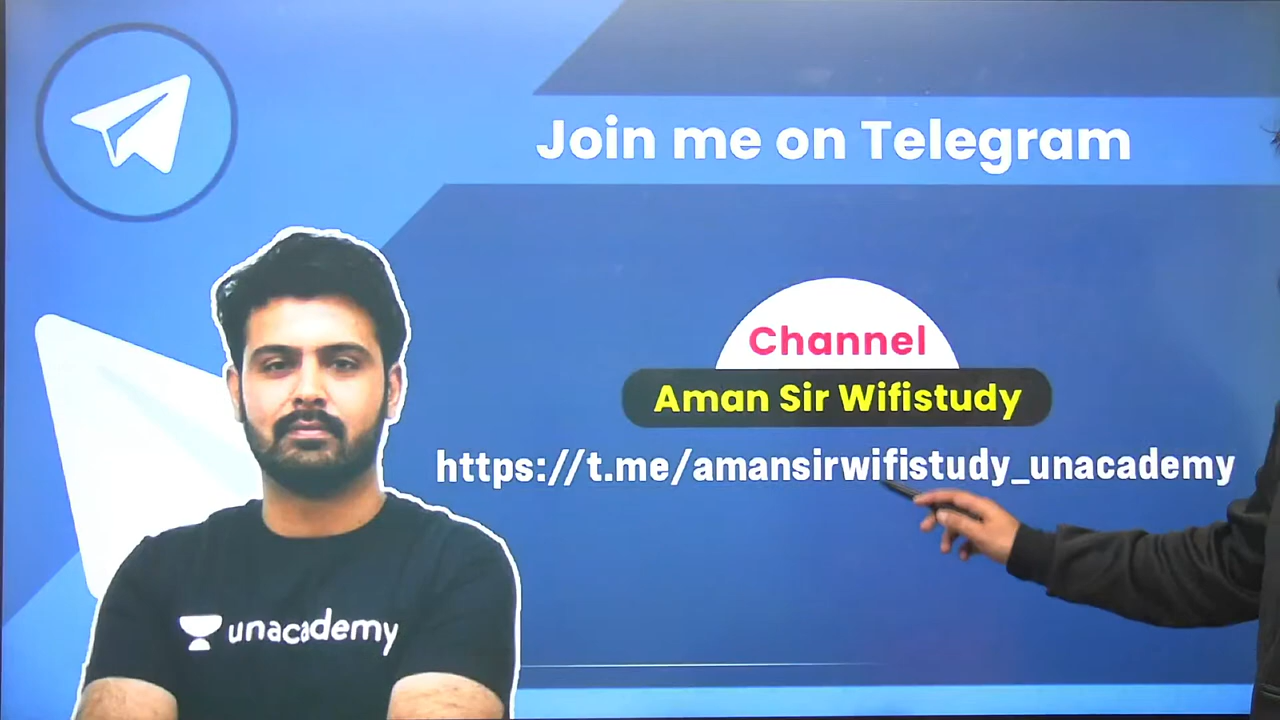 Join me on Telegram
Channel
Aman Sir Wifistudy
https://t.me/amansirwifistudy_unacademy
unacademy